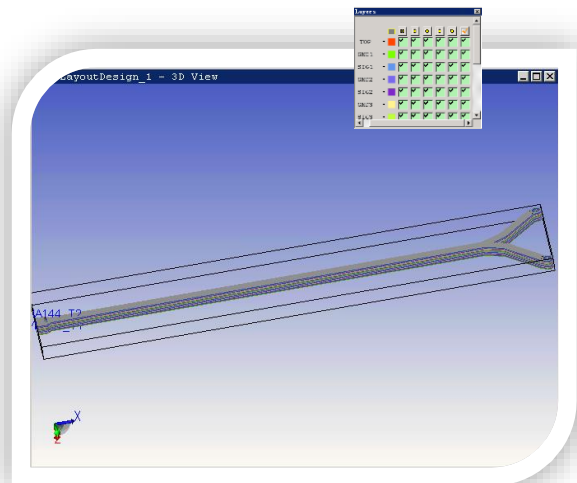 Layers
TOP
GND1
SIG1
GND2
SIG2
GND3
SIG3
LayoutDesign_1 - 3D View
A144_T2
X
Z